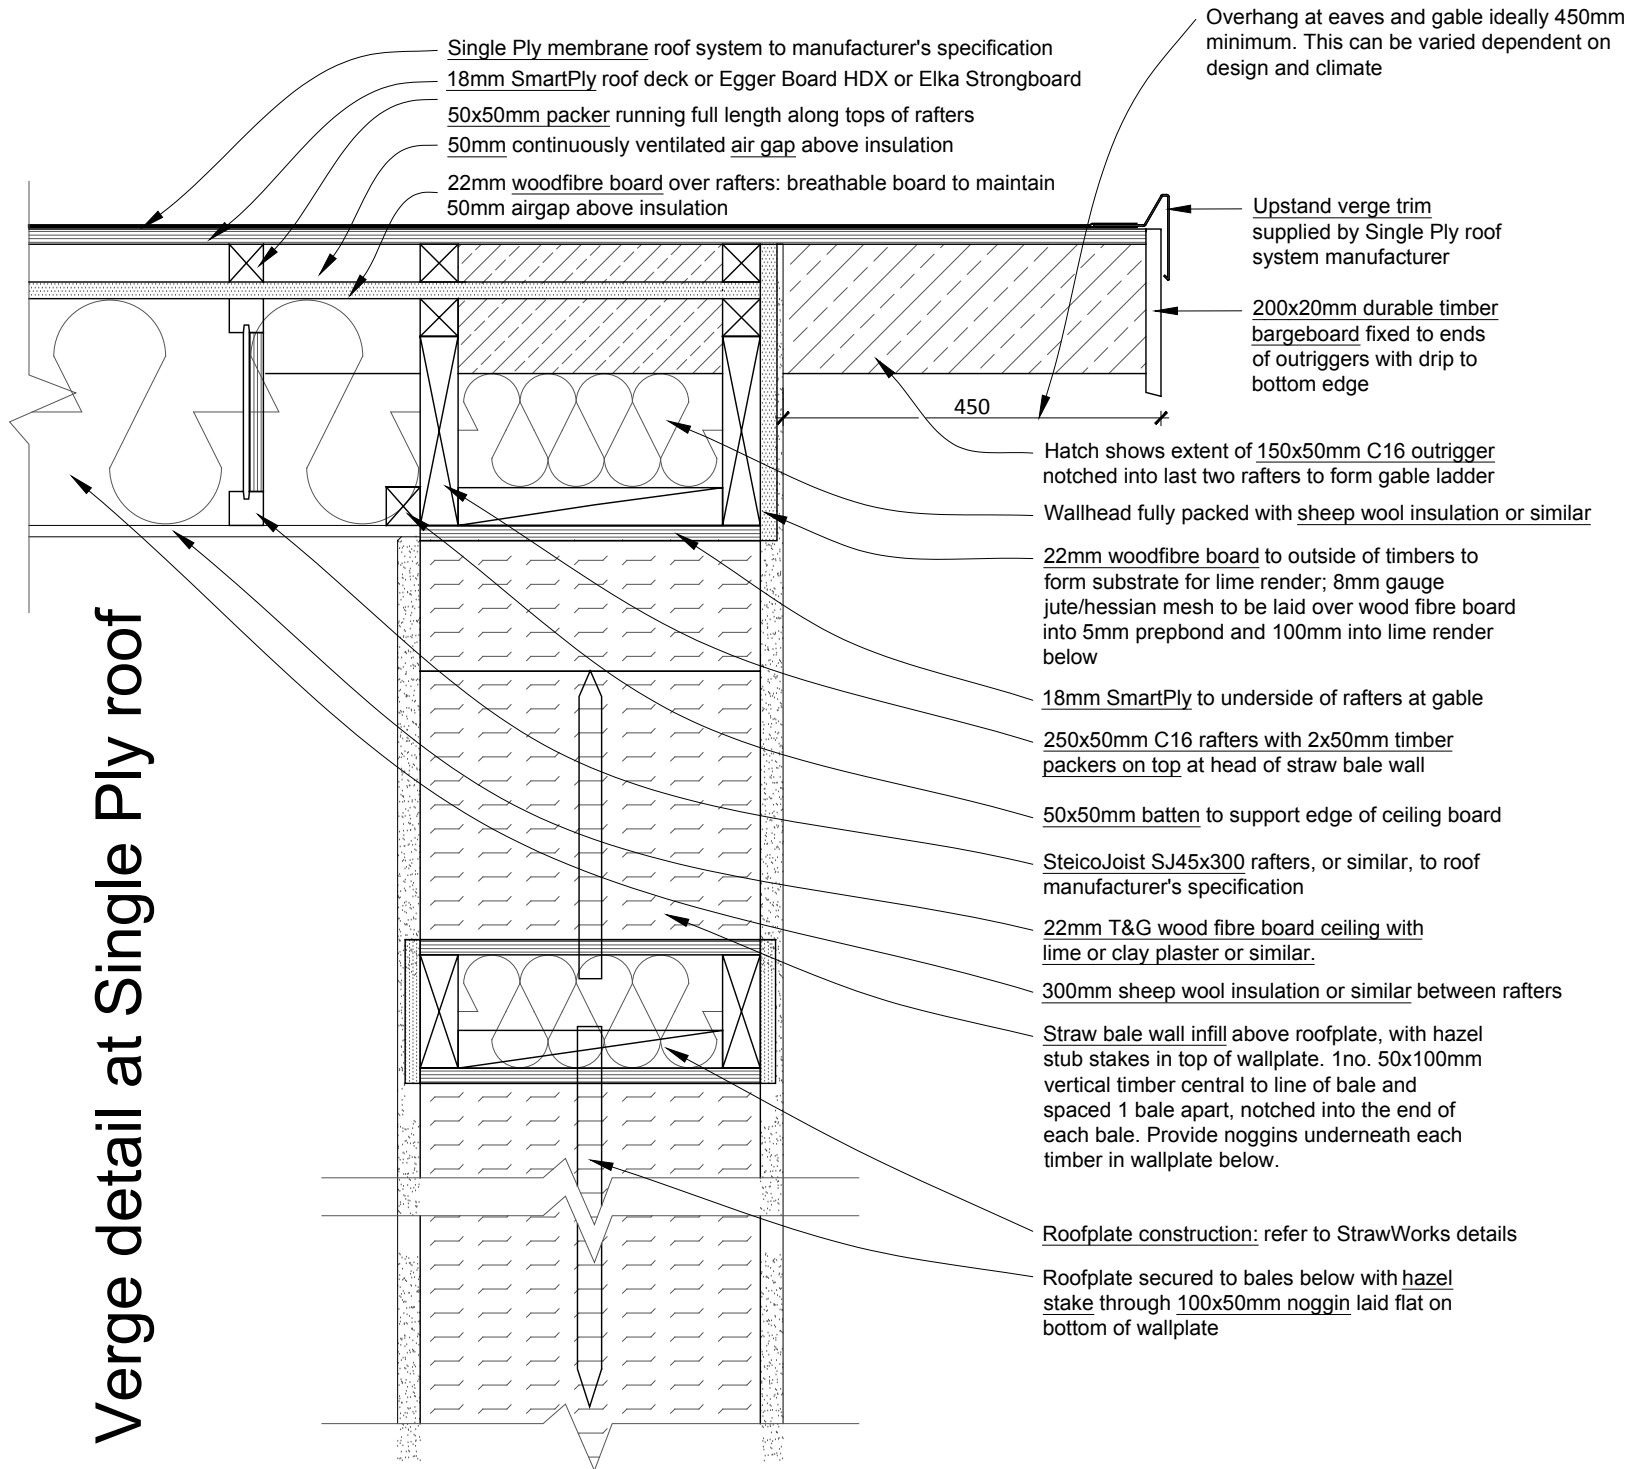 Single Ply membrane roof system to manufacturer's specification
18mm SmartPly roof deck or Egger Board HDX or Elka Strongboard
50x50mm packer running full length along tops of rafters
50mm continuously ventilated air gap above insulation
22mm woodfibre board over rafters: breathable board to maintain
50mm airgap above insulation
Overhang at eaves and gable ideally 450mm
minimum. This can be varied dependent on
design and climate
Upstand verge trim
supplied by Single Ply roof
system manufacturer
200x20mm durable timber
bargeboard fixed to ends
of outriggers with drip to
bottom edge
450
Hatch shows extent of 150x50mm C16 outrigger
notched into last two rafters to form gable ladder
Wallhead fully packed with sheep wool insulation or similar
22mm woodfibre board to outside of timbers to
form substrate for lime render; 8mm gauge
jute/hessian mesh to be laid over wood fibre board
into 5mm prepbond and 100mm into lime render
below
18mm SmartPly to underside of rafters at gable
250x50mm C16 rafters with 2x50mm timber
packers on top at head of straw bale wall
50x50mm batten to support edge of ceiling board
SteicoJoist SJ45x300 rafters, or similar, to roof
manufacturer's specification
22mm T&G wood fibre board ceiling with
lime or clay plaster or similar.
300mm sheep wool insulation or similar between rafters
Straw bale wall infill above roofplate, with hazel
stub stakes in top of wallplate. 1no. 50x100mm
vertical timber central to line of bale and
spaced 1 bale apart, notched into the end of
each bale. Provide noggins underneath each
timber in wallplate below.
Roofplate construction: refer to StrawWorks details
Roofplate secured to bales below with hazel
stake through 100x50mm noggin laid flat on
bottom of wallplate
Verge detail at Single Ply roof